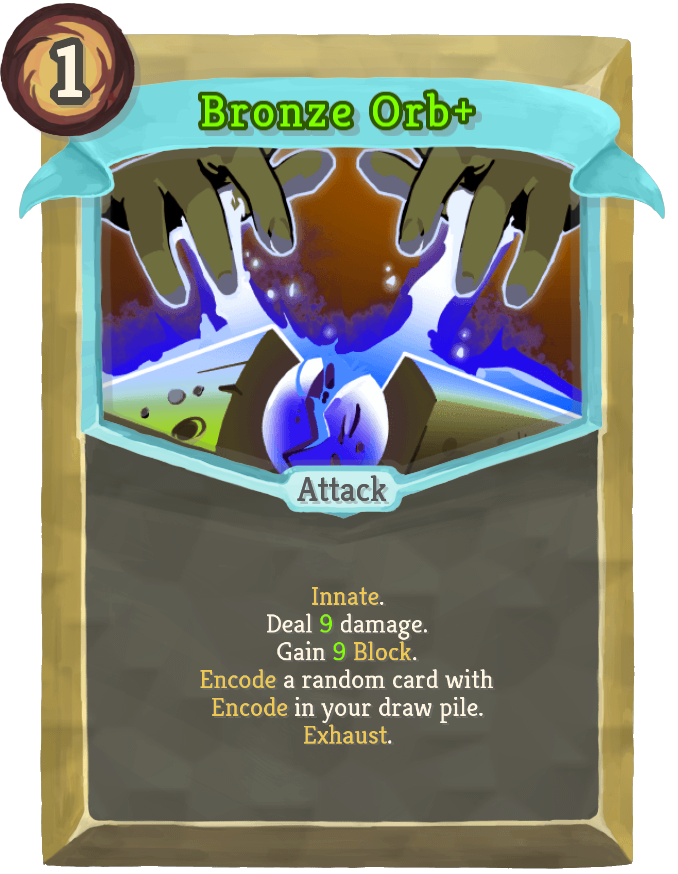 1
Bronze Orb+
Attack
Innate.
Deal 9 damage.
Gain 9 Block.
Encode a random card with
Encode in your draw pile.
Exhaust.